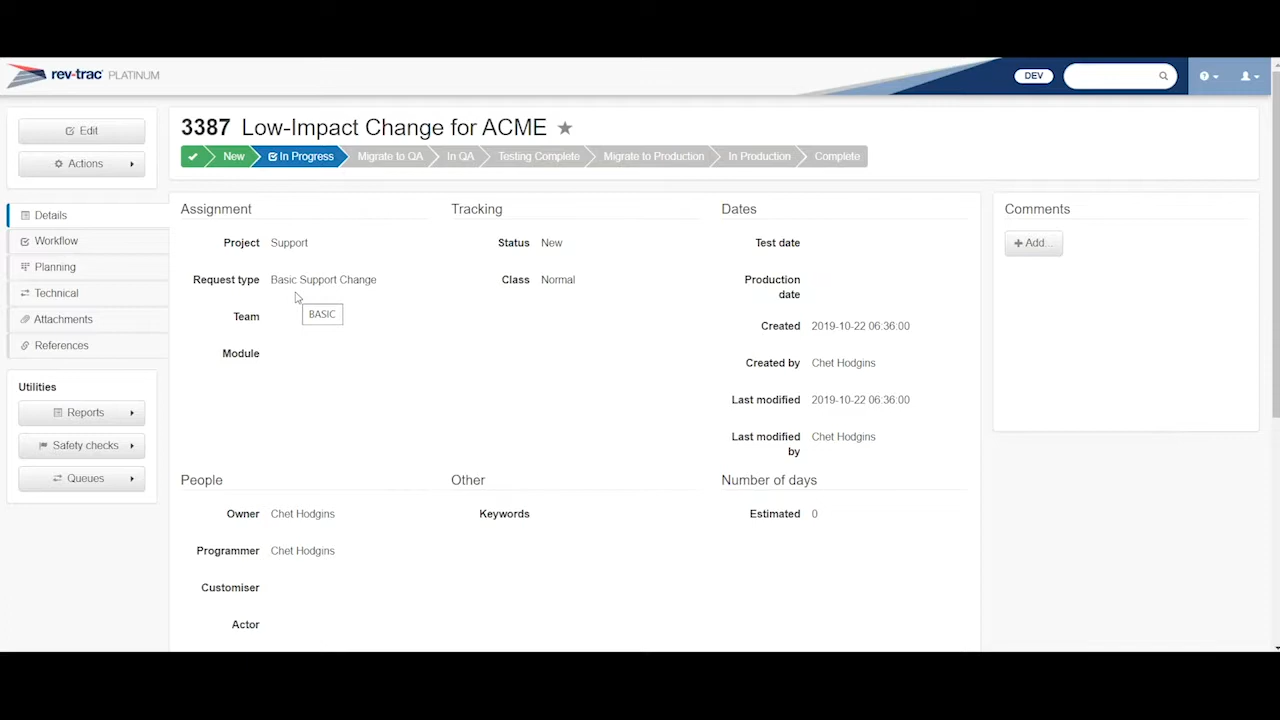 rev-trac PLATINUM
DEV
Edit
Actions
3387 Low-Impact Change for ACME
New
In Progress
Migrate to QA
In QA
Testing Complete
Migrate to Production
In Production
Complete
Details
Workflow
Planning
Technical
Attachments
References
Utilities
Reports
Safety checks
Queues
Assignment
Project Support
Request type Basic Support Change
BASIC
Team
Module
Tracking
Status New
Class Normal
Dates
Test date
Production
date
Created 2019-10-22 06:36:00
Created by Chet Hodgins
Last modified 2019-10-22 06:36:00
Last modified Chet Hodgins
by
People
Owner Chet Hodgins
Programmer Chet Hodgins
Customiser
Actor
Other
Keywords
Number of days
Estimated 0
Comments
+ Add...